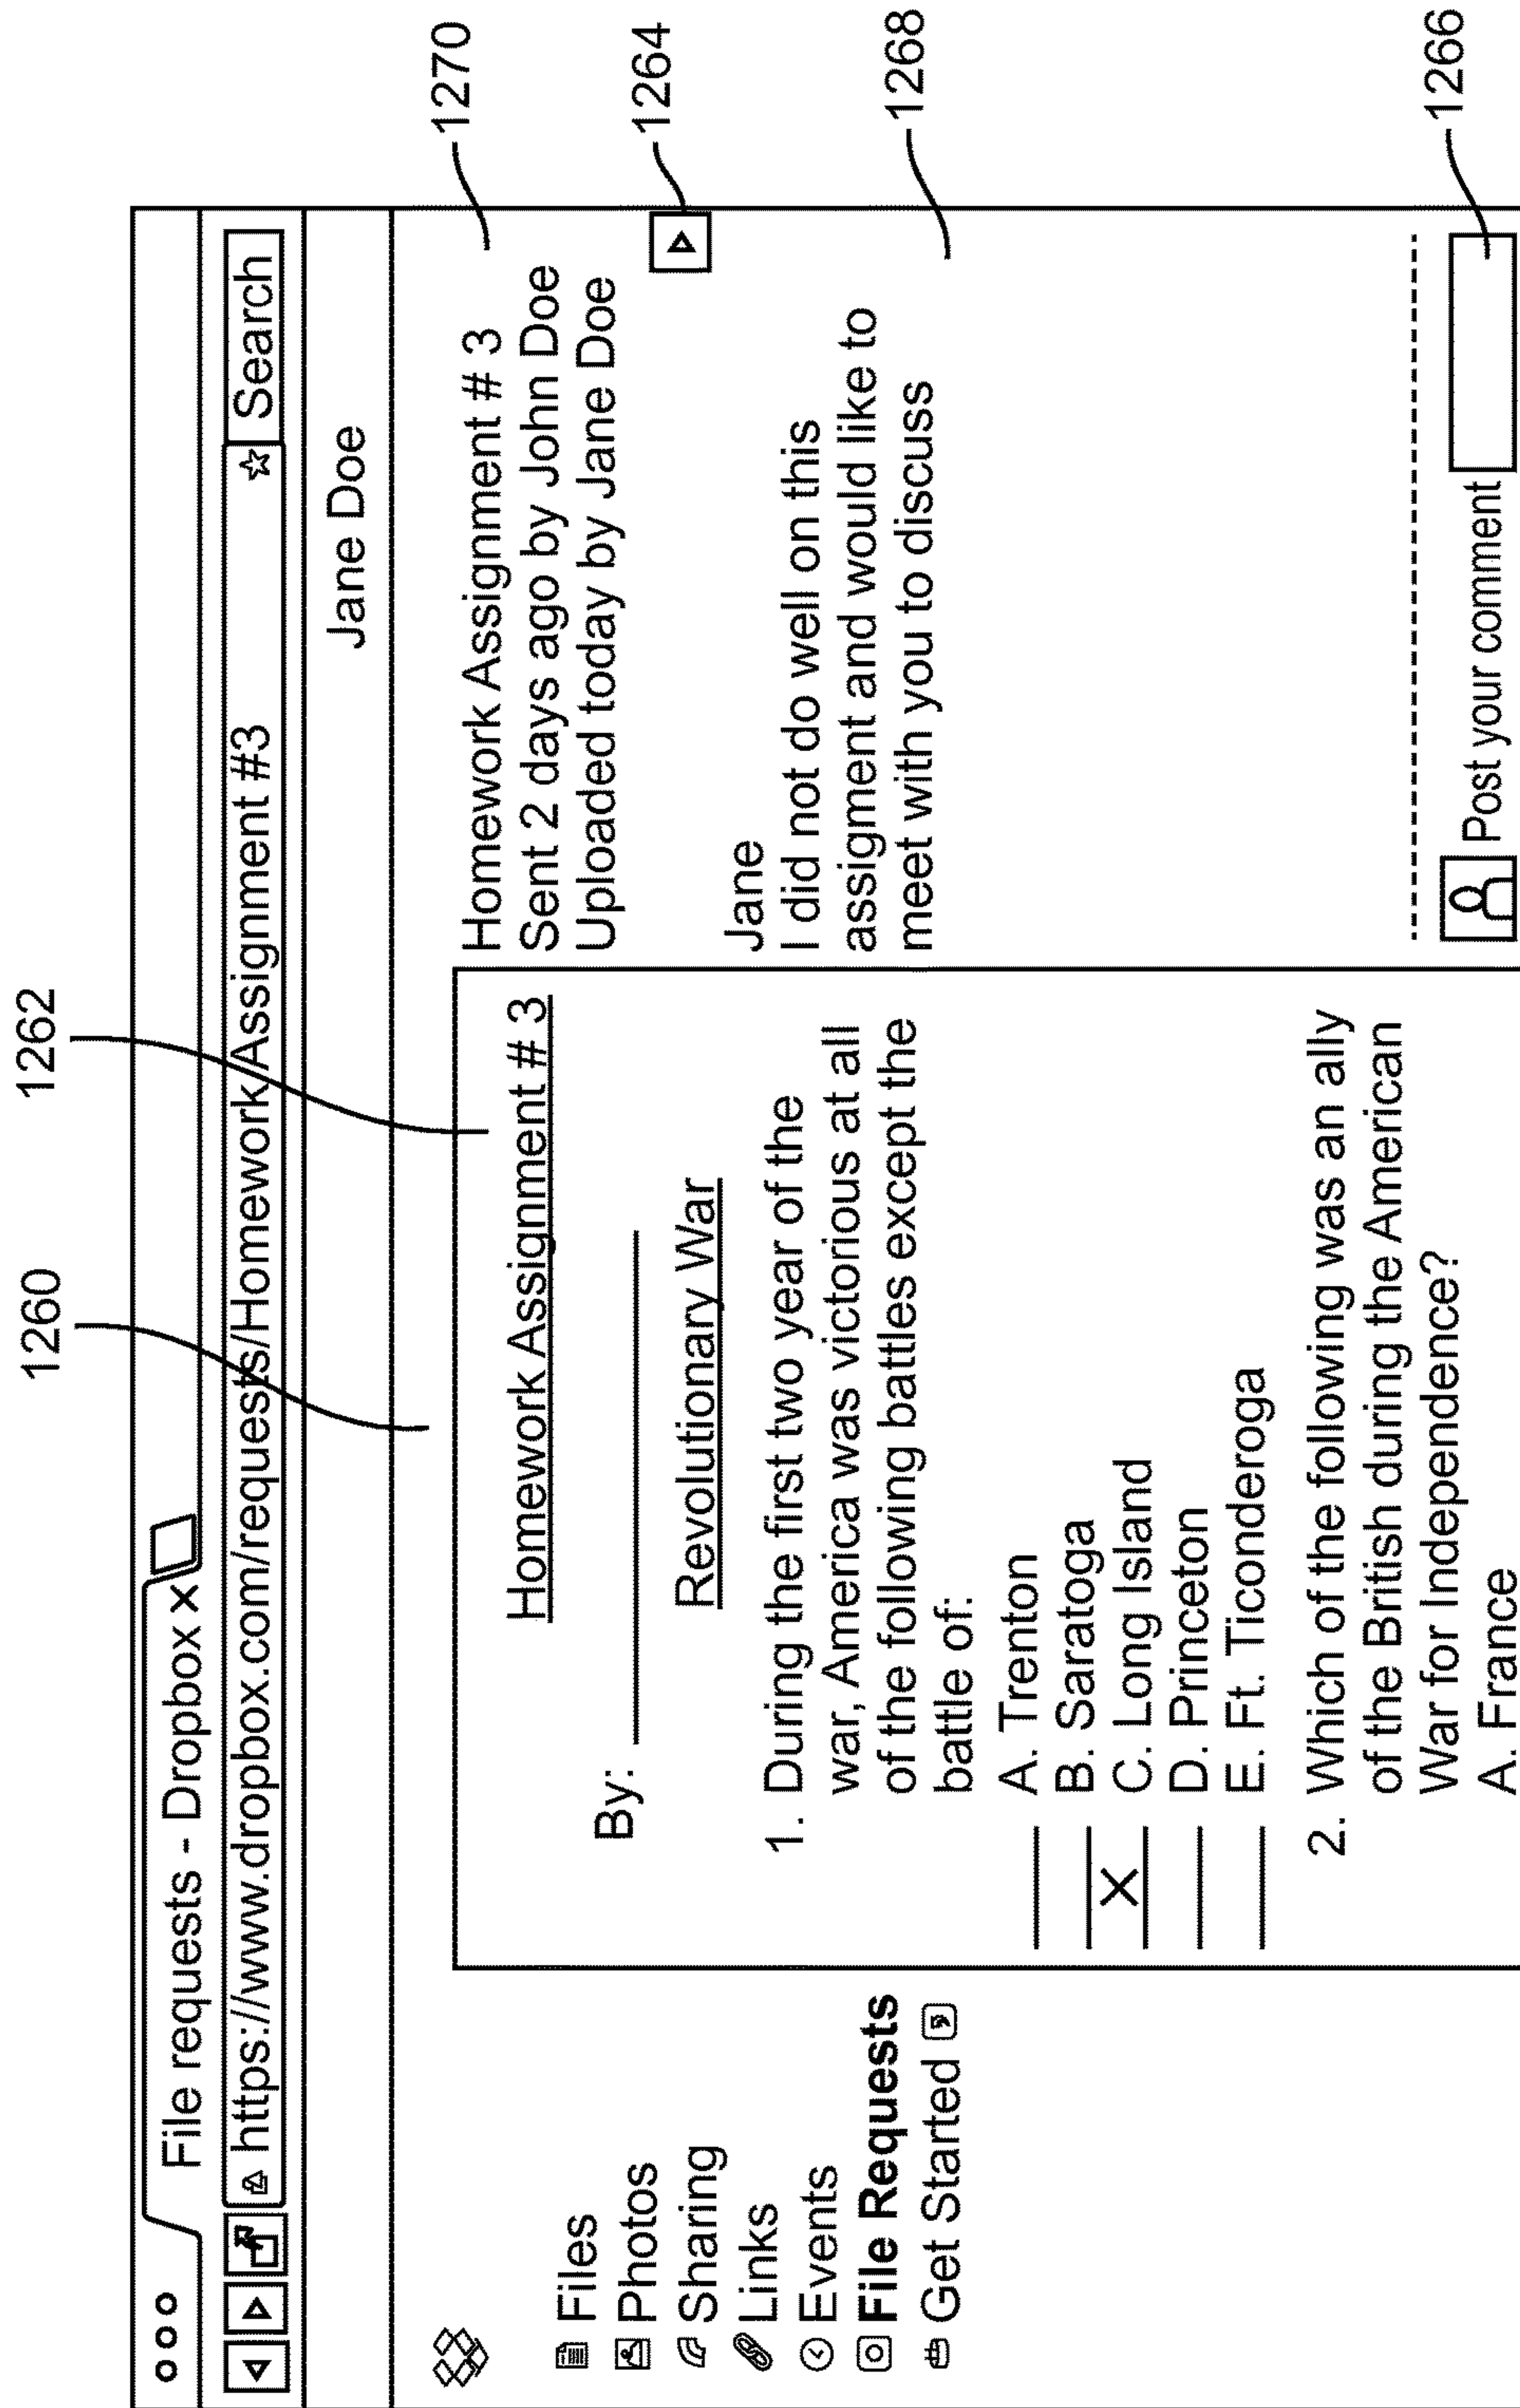 1260
1262
File requests - Dropbox X
https://www.dropbox.com/requests/HomeworkAssignment #3
Search
Jane Doe
Files
Photos
Sharing
Links
Events
File Requests
Get Started
Homework Assignment # 3
By:
Revolutionary War
1. During the first two year of the
war, America was victorious at all
of the following battles except the
battle of:
A. Trenton
B. Saratoga
X C. Long Island
D. Princeton
E. Ft. Ticonderoga
2. Which of the following was an ally
of the British during the American
War for Independence?
A. France
Homework Assignment # 3
Sent 2 days ago by John Doe
Uploaded today by Jane Doe
Jane
I did not do well on this
assigment and would like to
meet with you to discuss
Post your comment
1270
1264
1268
1266